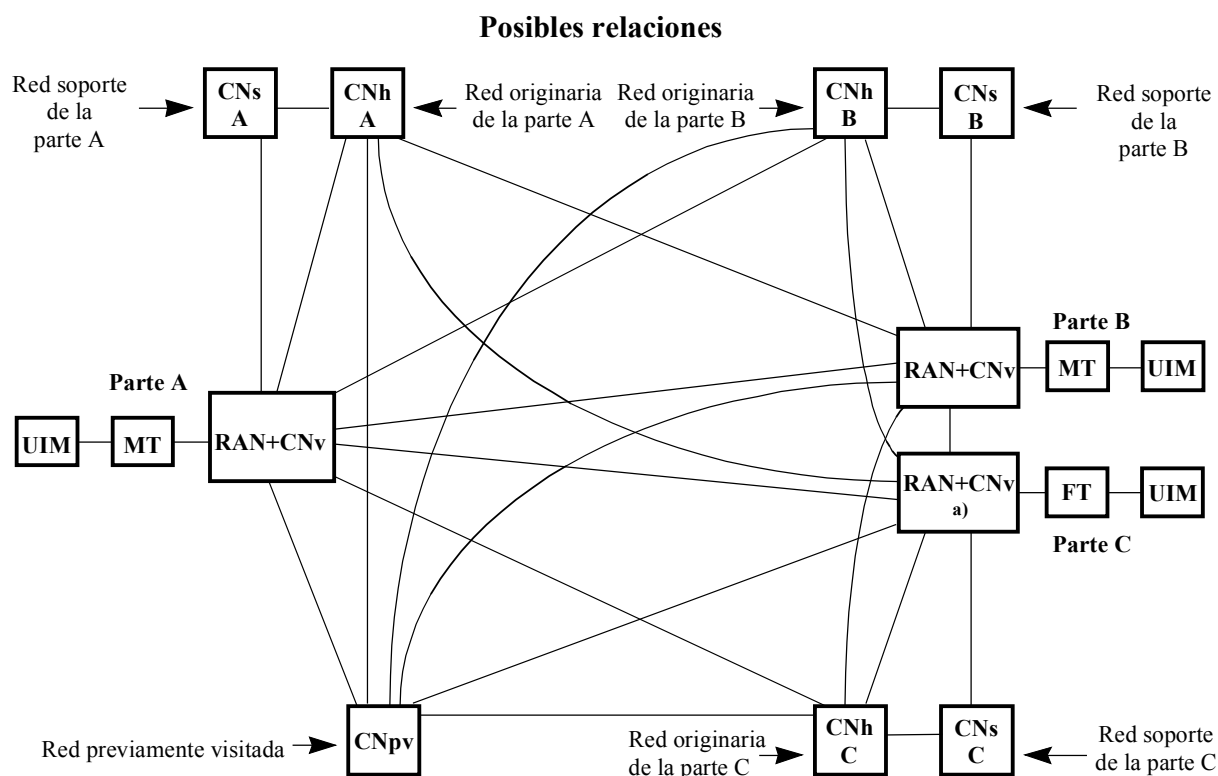 Posibles relaciones
Red soporte
de la
parte A
CNs
A
CNh
A
Red originaria
de la parte A
Red originaria
de la parte B
CNh
B
CNs
B
Red soporte
de la
parte B
Parte A
UIM
MT
RAN+CNv
Parte B
RAN+CNv
MT
UIM
RAN+CNv
a)
FT
UIM
Parte C
Red previamente visitada
CNpv
Red originaria
de la parte C
CNh
C
CNs
C
Red soporte
de la parte C